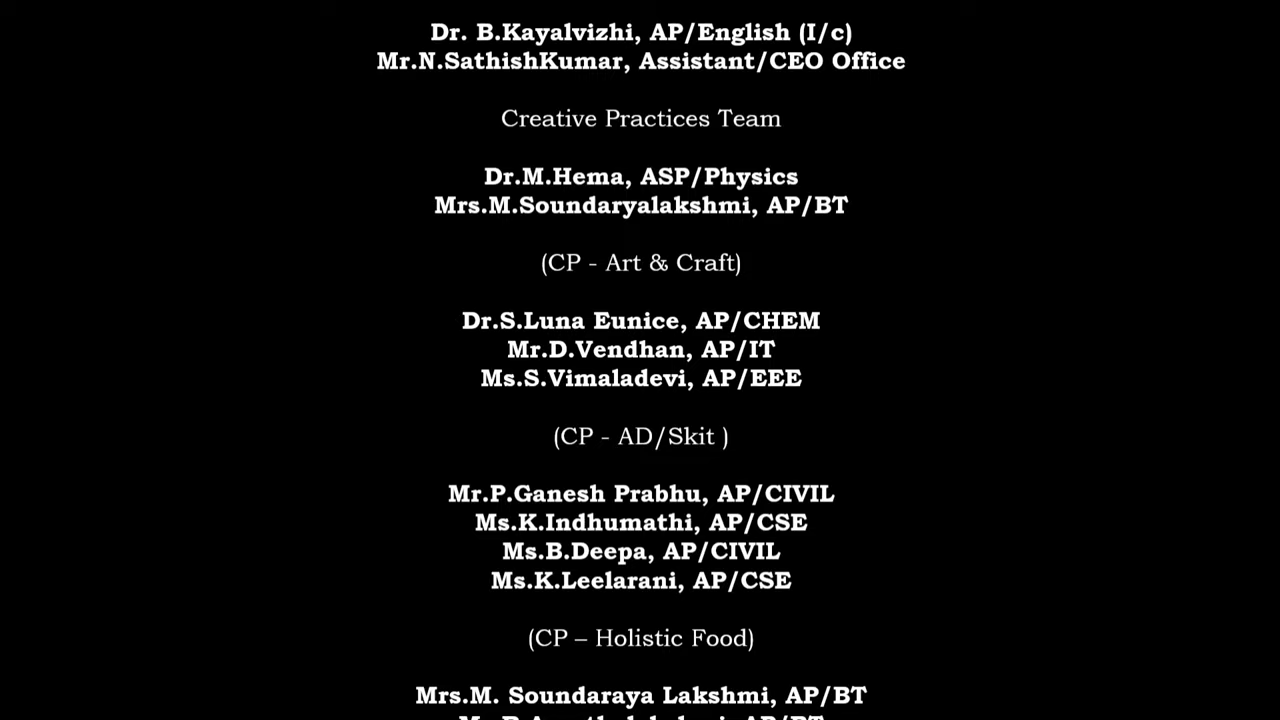 Dr. B.Kayalvizhi, AP/English (I/c)
Mr.N.SathishKumar, Assistant/CEO Office
Creative Practices Team
Dr.M.Hema, ASP/Physics
Mrs.M.Soundaryalakshmi, AP/BT
(CP - Art & Craft)
Dr.S.Luna Eunice, AP/CHEM
Mr.D.Vendhan, AP/IT
Ms.S.Vimaladevi, AP/EEE
(CP - AD/Skit )
Mr.P.Ganesh Prabhu, AP/CIVIL
Ms.K.Indhumathi, AP/CSE
Ms.B.Deepa, AP/CIVIL
Ms.K.Leelarani, AP/CSE
(CP – Holistic Food)
Mrs.M. Soundaraya Lakshmi, AP/BT
AP/BT